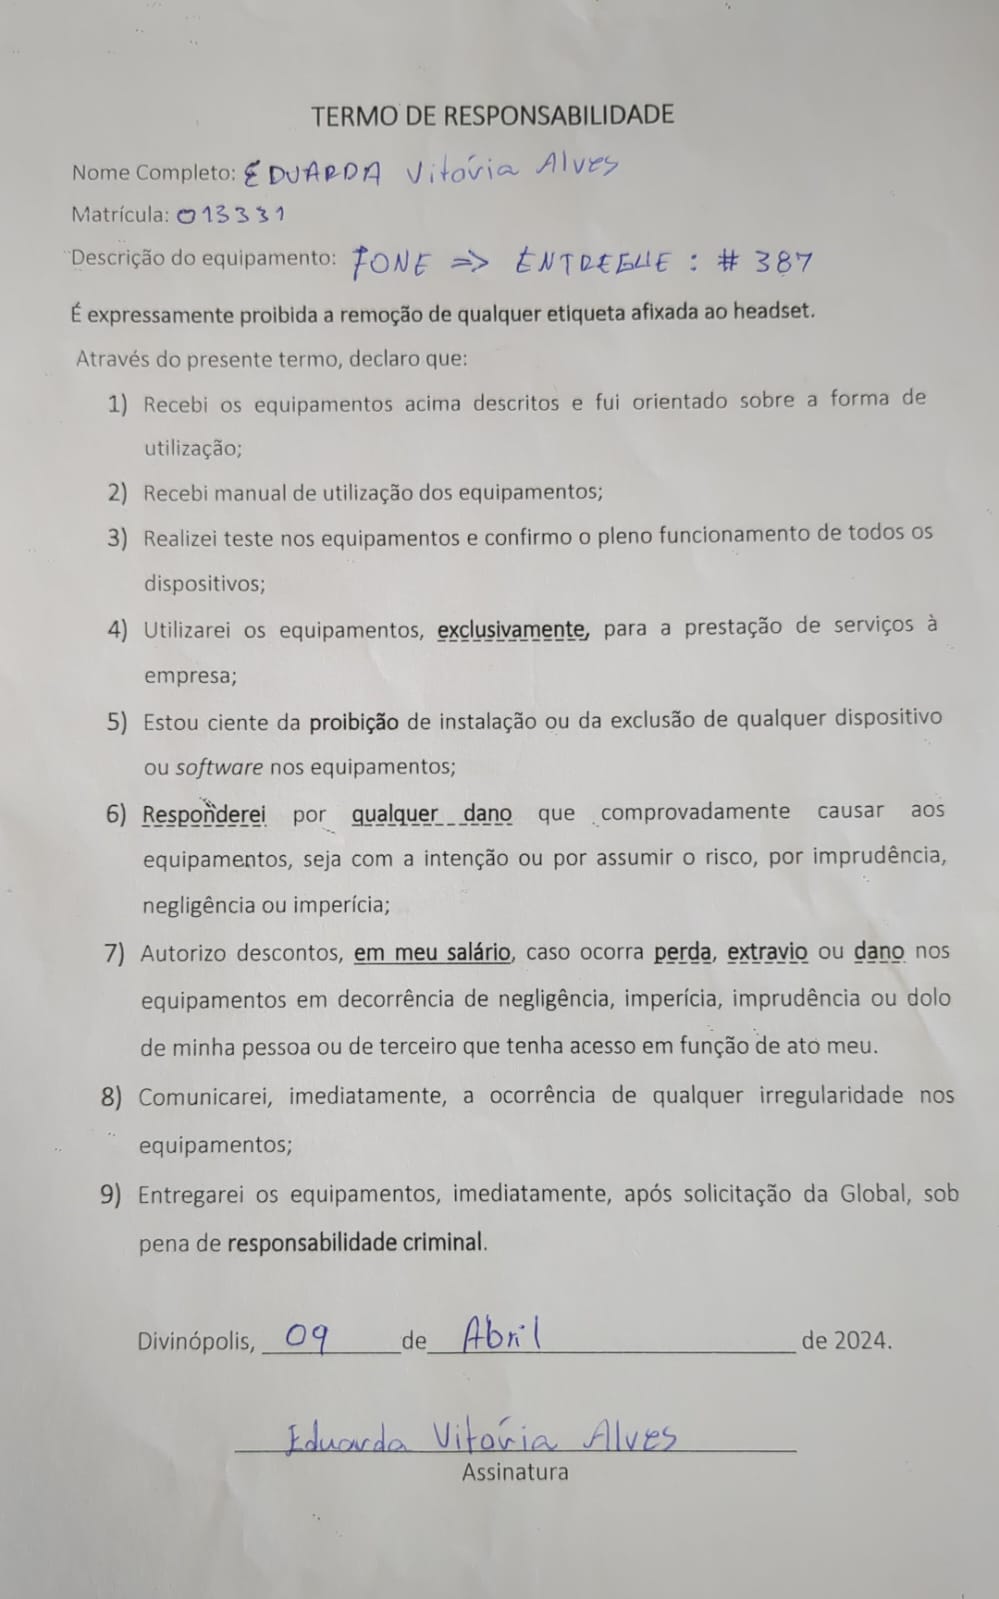 TERMO DE RESPONSABILIDADE
Nome Completo: EDUARDA Vitória Alves
Matrícula: 013331
Descrição do equipamento: FONE => ENTREGUE : # 387
É expressamente proibida a remoção de qualquer etiqueta afixada ao headset.
Através do presente termo, declaro que:
1) Recebi os equipamentos acima descritos e fui orientado sobre a forma de
utilização;
2) Recebi manual de utilização dos equipamentos;
3) Realizei teste nos equipamentos e confirmo o pleno funcionamento de todos os
dispositivos;
4) Utilizarei os equipamentos, exclusivamente, para a prestação de serviços à
empresa;
5) Estou ciente da proibição de instalação ou da exclusão de qualquer dispositivo
ou software nos equipamentos;
6) Responderei por qualquer dano que comprovadamente causar aos
equipamentos, seja com a intenção ou por assumir o risco, por imprudência,
negligência ou imperícia;
7) Autorizo descontos, em meu salário, caso ocorra perda, extravio ou dano nos
equipamentos em decorrência de negligência, imperícia, imprudência ou dolo
de minha pessoa ou de terceiro que tenha acesso em função de ato meu.
8) Comunicarei, imediatamente, a ocorrência de qualquer irregularidade nos
equipamentos;
9) Entregarei os equipamentos, imediatamente, após solicitação da Global, sob
pena de responsabilidade criminal.
Divinópolis, 09 de Abril de 2024.
Eduarda Vitória Alves
Assinatura